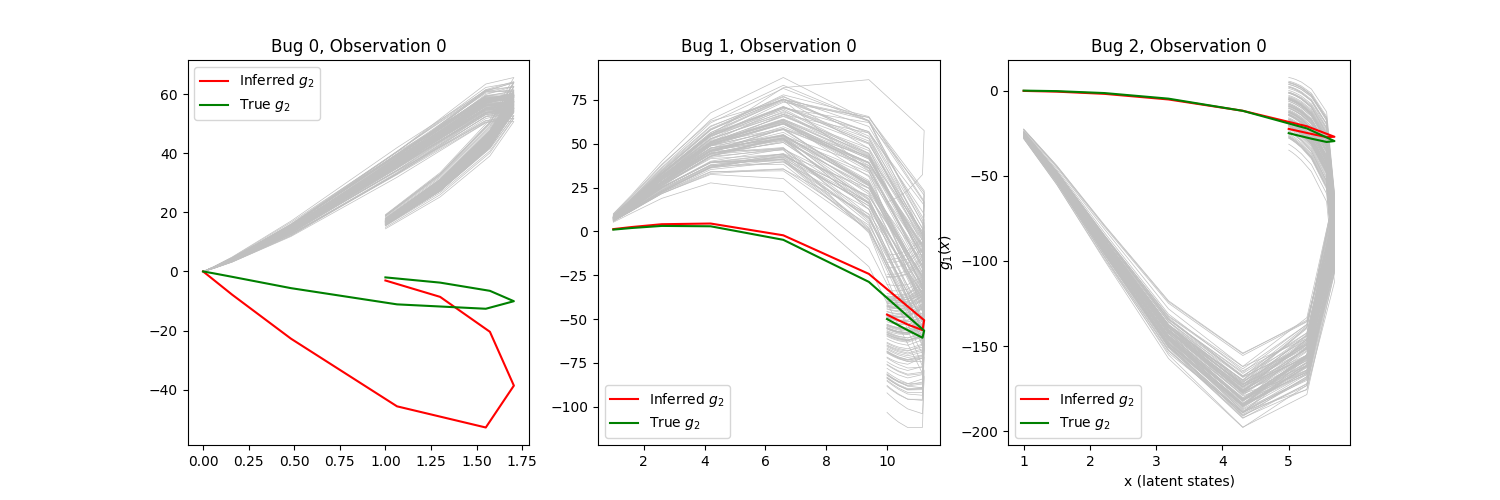 Bug 0, Observation 0
Inferred g₂
True g₂
60
40
20
0
−20
−40
0.00 0.25 0.50 0.75 1.00 1.25 1.50 1.75
Bug 1, Observation 0
75
50
25
0
−25
−50
−75
−100
Inferred g₂
True g₂
2 4 6 8 10
Bug 2, Observation 0
g₁(x)
0
−50
−100
−150
−200
Inferred g₂
True g₂
1 2 3 4 5
x (latent states)